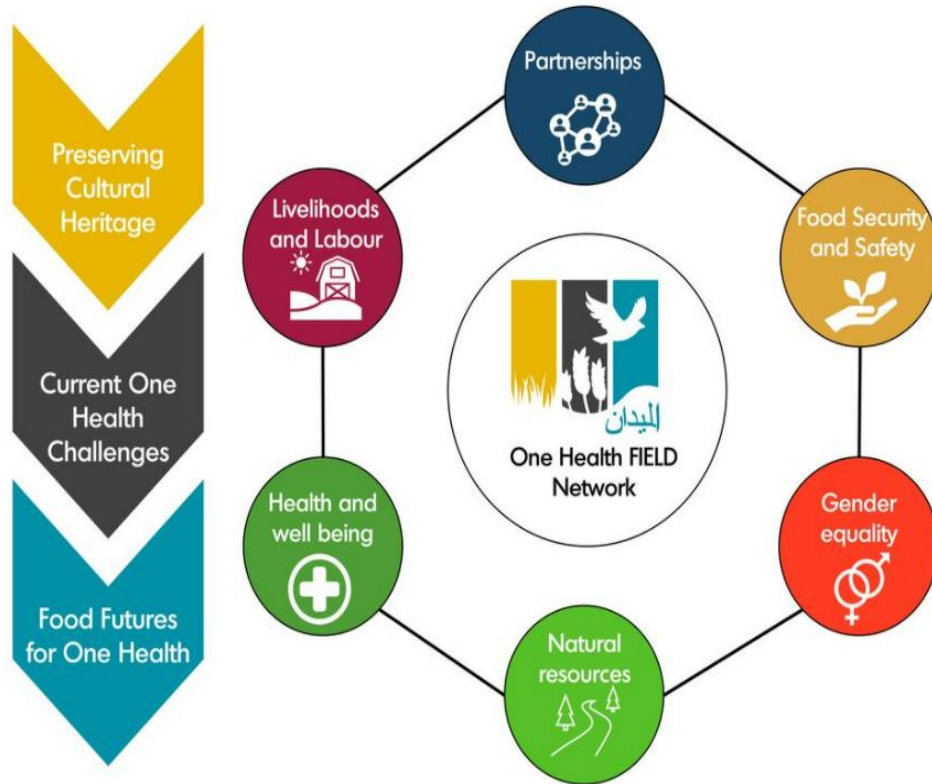 Preserving
Cultural
Heritage
Current One
Health
Challenges
Food Futures
for One Health
Partnerships
Livelihoods
and Labour
Food Security
and Safety
الميدان
One Health FIELD
Network
Health and
well being
Gender
equality
Natural
resources